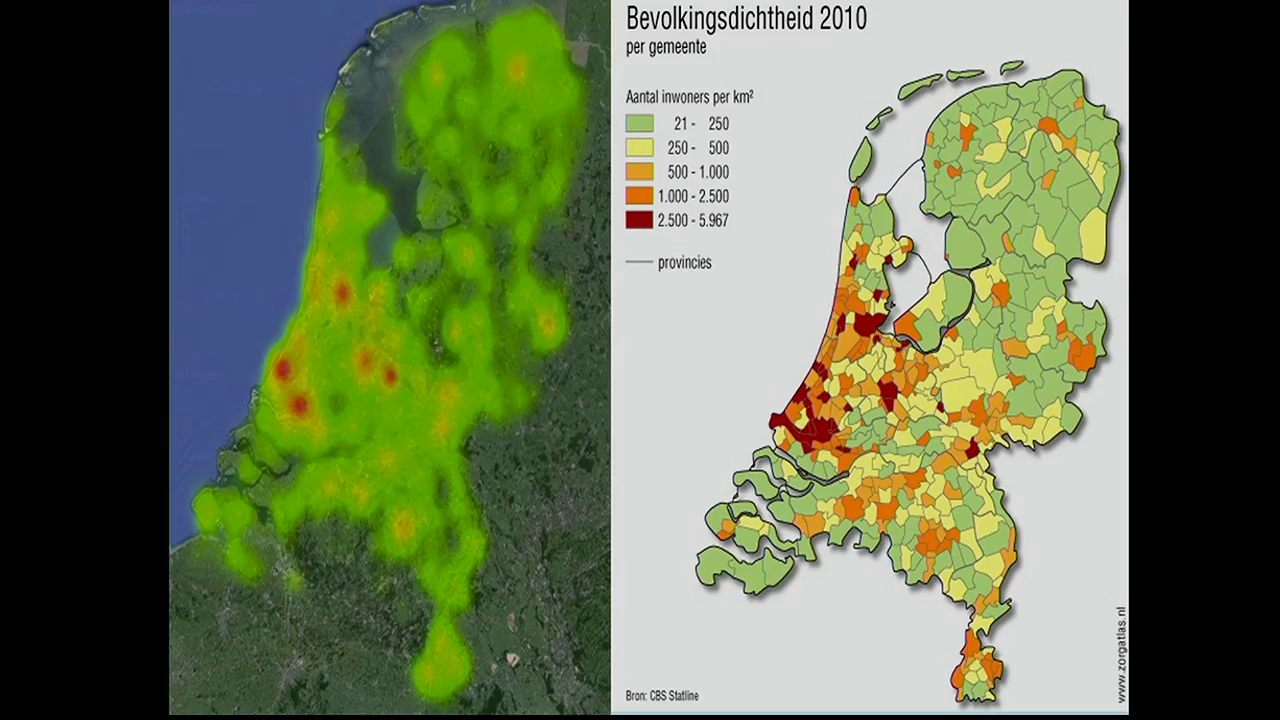 Bevolkingsdichtheid 2010
per gemeente
Aantal inwoners per km²
21 - 250
250 - 500
500 - 1.000
1.000 - 2.500
2.500 - 5.967
provincies
Bron: CBS Statline
www.zorgatlas.nl